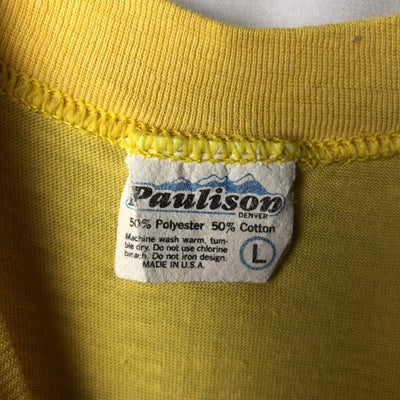 Paulison
DENVER
50% Polyester 50% Cotton
Machine wash warm, tum-
ble dry. Do not use chlorine
bleach. Do not iron design.
MADE IN U.S.A.
L